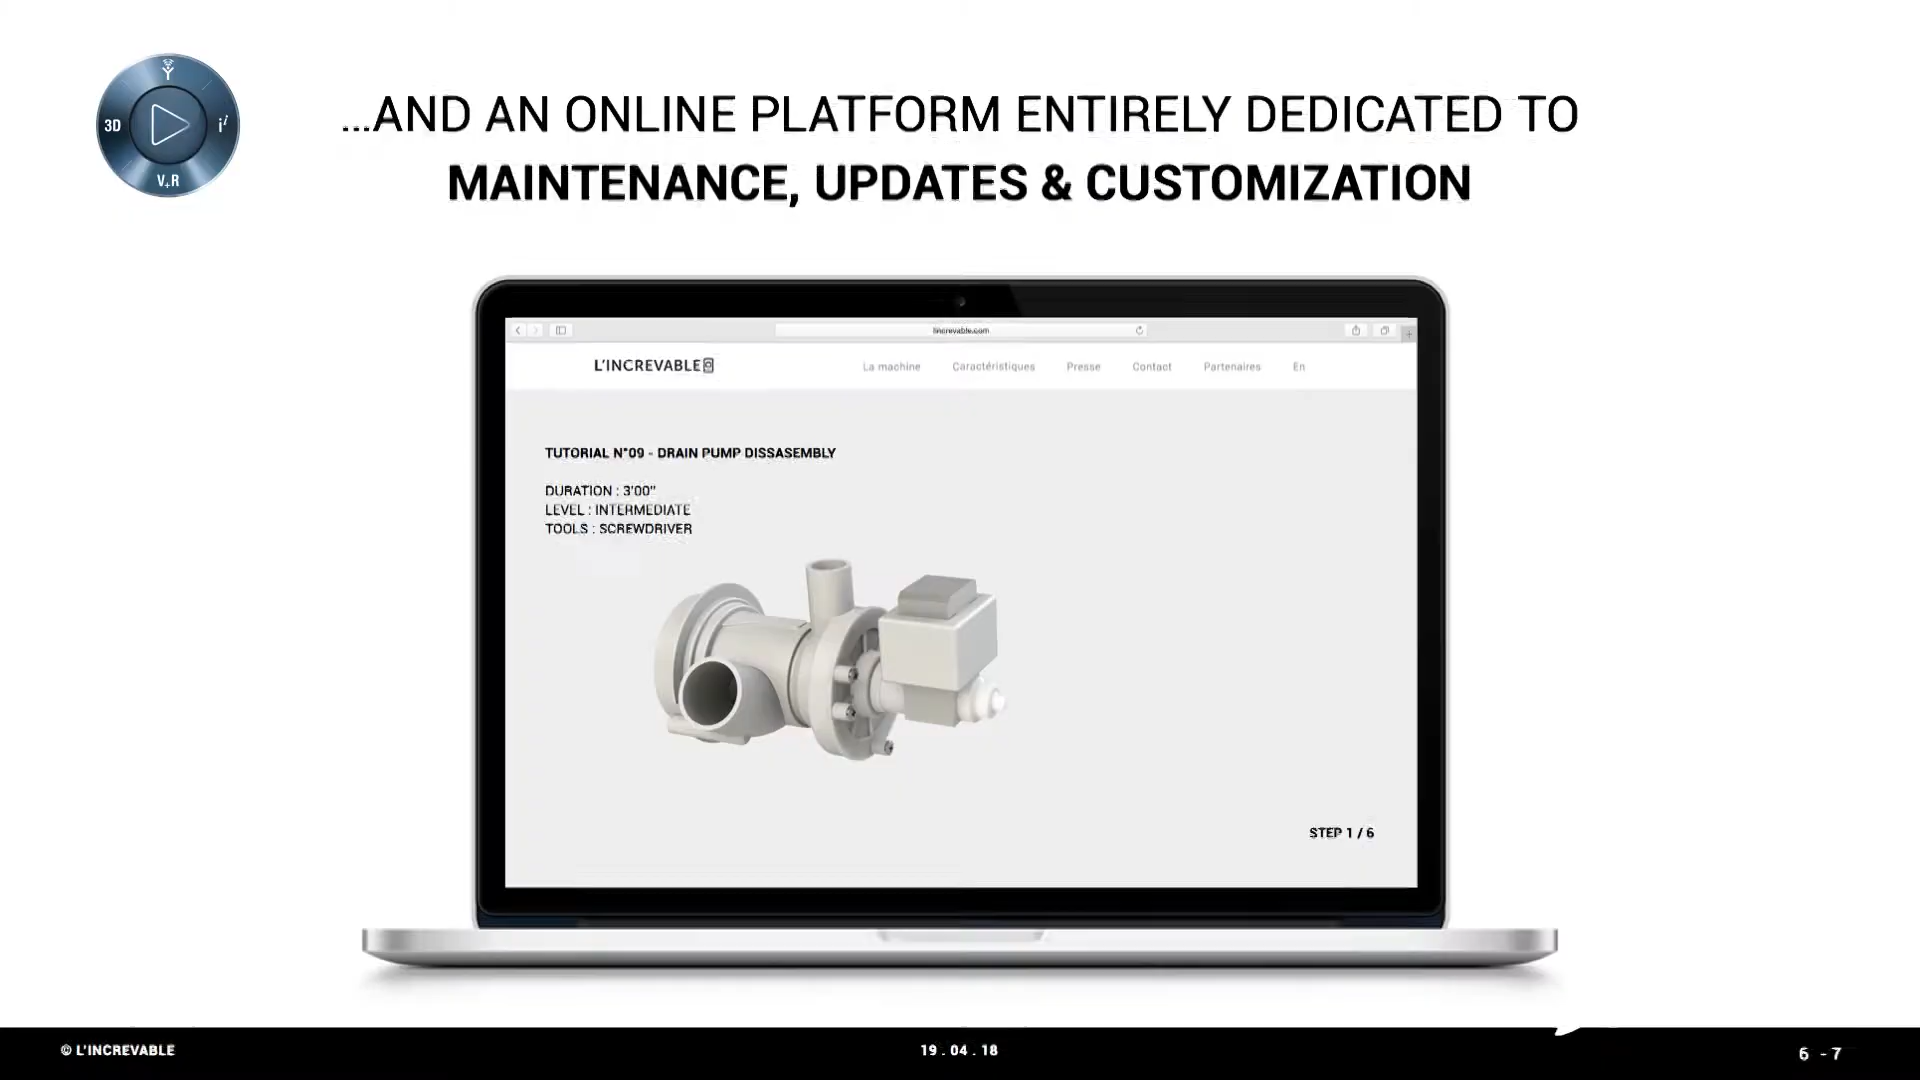 3D
V+R
...AND AN ONLINE PLATFORM ENTIRELY DEDICATED TO
MAINTENANCE, UPDATES & CUSTOMIZATION
lincrevable.com
L'INCREVABLE
La machine Caractéristiques Presse Contact Partenaires En
TUTORIAL N°09 - DRAIN PUMP DISSASEMBLY
DURATION : 3'00"
LEVEL : INTERMEDIATE
TOOLS : SCREWDRIVER
STEP 1 / 6
© L'INCREVABLE
19 . 04 . 18
6 - 7